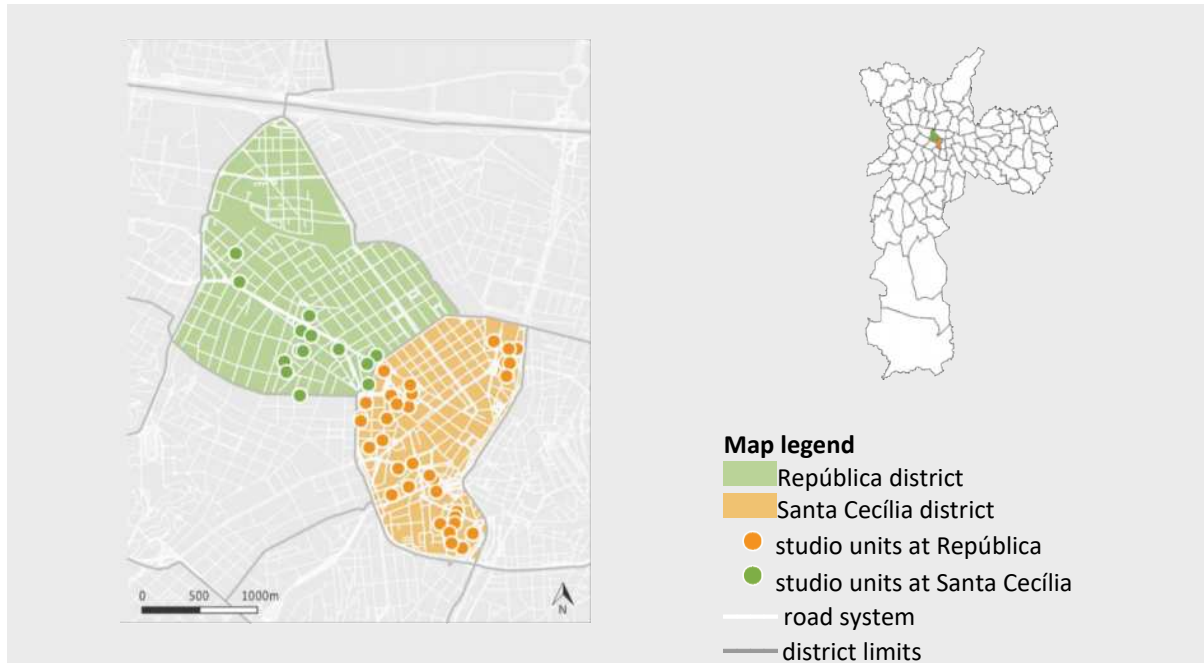 Map legend
República district
Santa Cecília district
studio units at República
studio units at Santa Cecília
road system
district limits
0 500 1000m
N